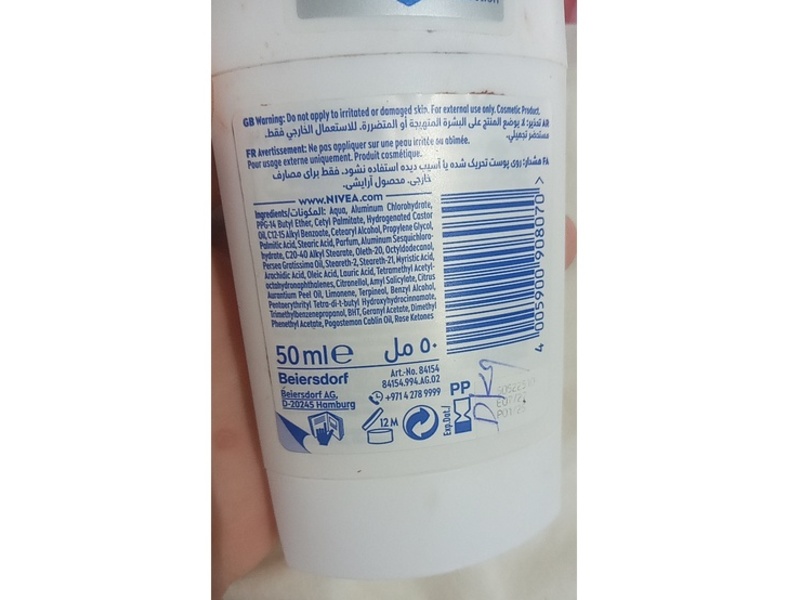 GB Warning: Do not apply to irritated or damaged skin. For external use only. Cosmetic Product.
AR تحذير: لا يوضع المنتج على البشرة المتهيجة أو المتضررة. للاستعمال الخارجي فقط.
مستحضر تجميلي.
FR Avertissement: Ne pas appliquer sur une peau irritée ou abimée.
Pour usage externe uniquement. Produit cosmétique.
FA هشدار: روی پوست تحریک شده یا آسیب دیده استفاده نشود. فقط برای مصارف
خارجی. محصول آرایشی.
www.NIVEA.com
Ingredients/المكونات: Aqua, Aluminum Chlorohydrate,
PPG-14 Butyl Ether, Cetyl Palmitate, Hydrogenated Castor
Oil, C12-15 Alkyl Benzoate, Cetearyl Alcohol, Propylene Glycol,
Palmitic Acid, Stearic Acid, Parfum, Aluminum Sesquichloro-
hydrate, C20-40 Alkyl Stearate, Oleth-20, Octyldodecanol,
Persea Gratissima Oil, Steareth-2, Steareth-21, Myristic Acid,
Arachidic Acid, Oleic Acid, Lauric Acid, Tetramethyl Acetyl-
octahydronaphthalenes, Citronellol, Amyl Salicylate, Citrus
Aurantium Peel Oil, Limonene, Terpineol, Benzyl Alcohol,
Pentaerythrityl Tetra-di-t-butyl Hydroxyhydrocinnamate,
Trimethylbenzenepropanol, BHT, Geranyl Acetate, Dimethyl
Phenethyl Acetate, Pogostemon Cablin Oil, Rose Ketones
4 005900 908070 >
50 ml e ٥٠ مل
Beiersdorf
Beiersdorf AG,
D-20245 Hamburg
Art.-No. 84154
84154.994.AG.02
+971 4 278 9999
12 M
Exp.Dat./
PP